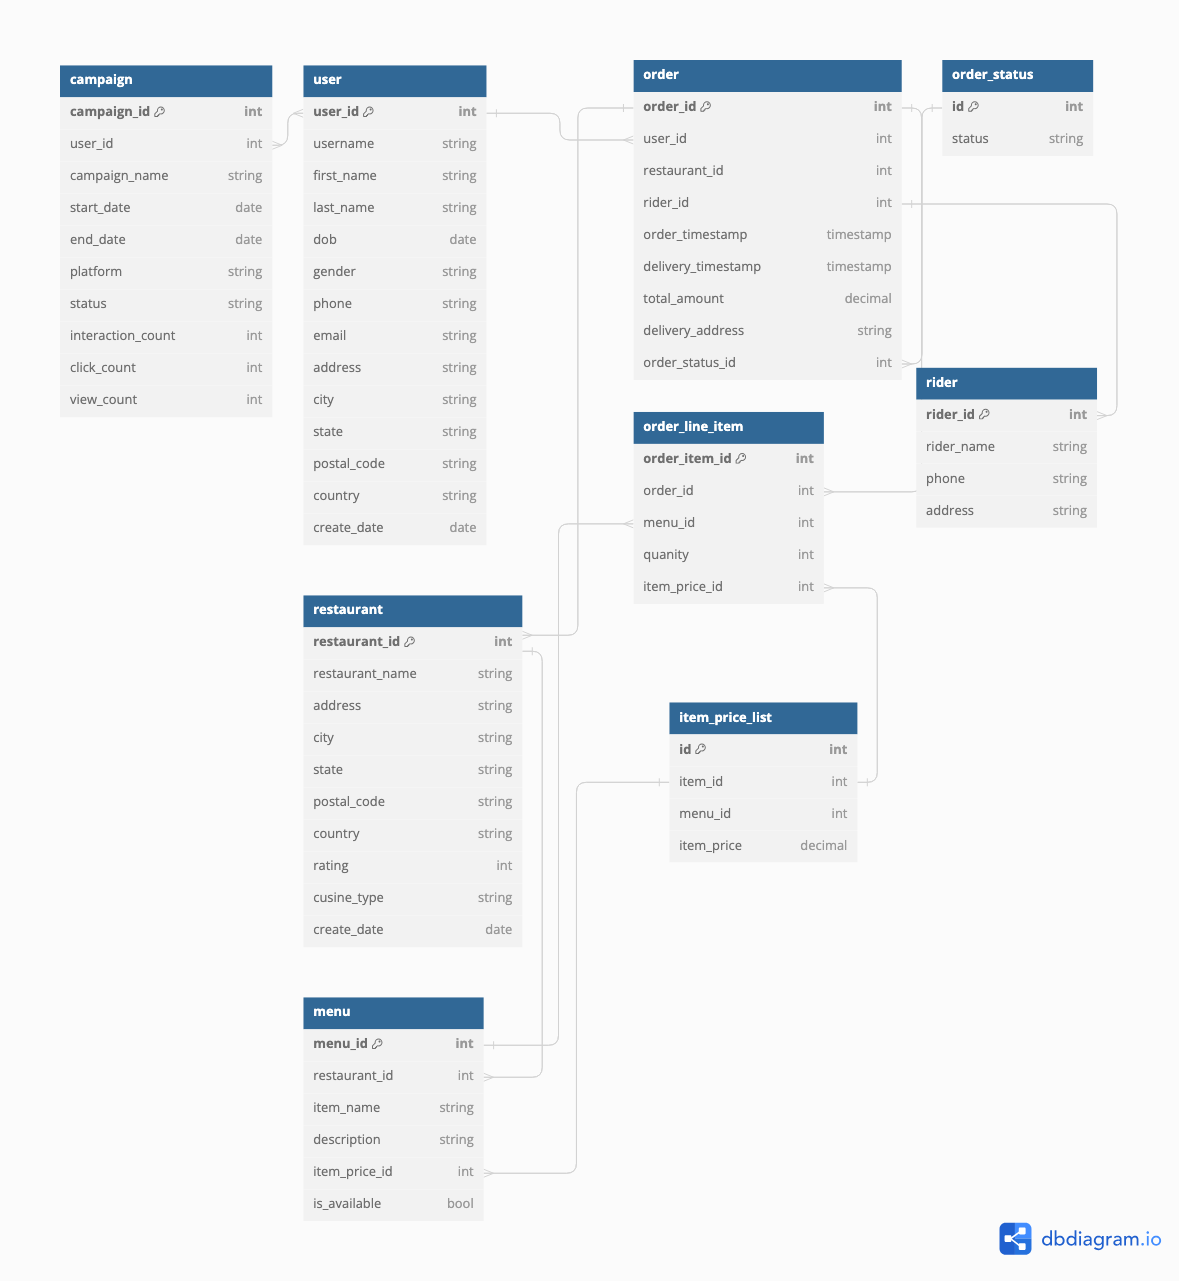 campaign
campaign_id int
user_id int
campaign_name string
start_date date
end_date date
platform string
status string
interaction_count int
click_count int
view_count int
user
user_id int
username string
first_name string
last_name string
dob date
gender string
phone string
email string
address string
city string
state string
postal_code string
country string
create_date date
order
order_id int
user_id int
restaurant_id int
rider_id int
order_timestamp timestamp
delivery_timestamp timestamp
total_amount decimal
delivery_address string
order_status_id int
order_status
id int
status string
rider
rider_id int
rider_name string
phone string
address string
order_line_item
order_item_id int
order_id int
menu_id int
quanity int
item_price_id int
restaurant
restaurant_id int
restaurant_name string
address string
city string
state string
postal_code string
country string
rating int
cusine_type string
create_date date
item_price_list
id int
item_id int
menu_id int
item_price decimal
menu
menu_id int
restaurant_id int
item_name string
description string
item_price_id int
is_available bool
dbdiagram.io